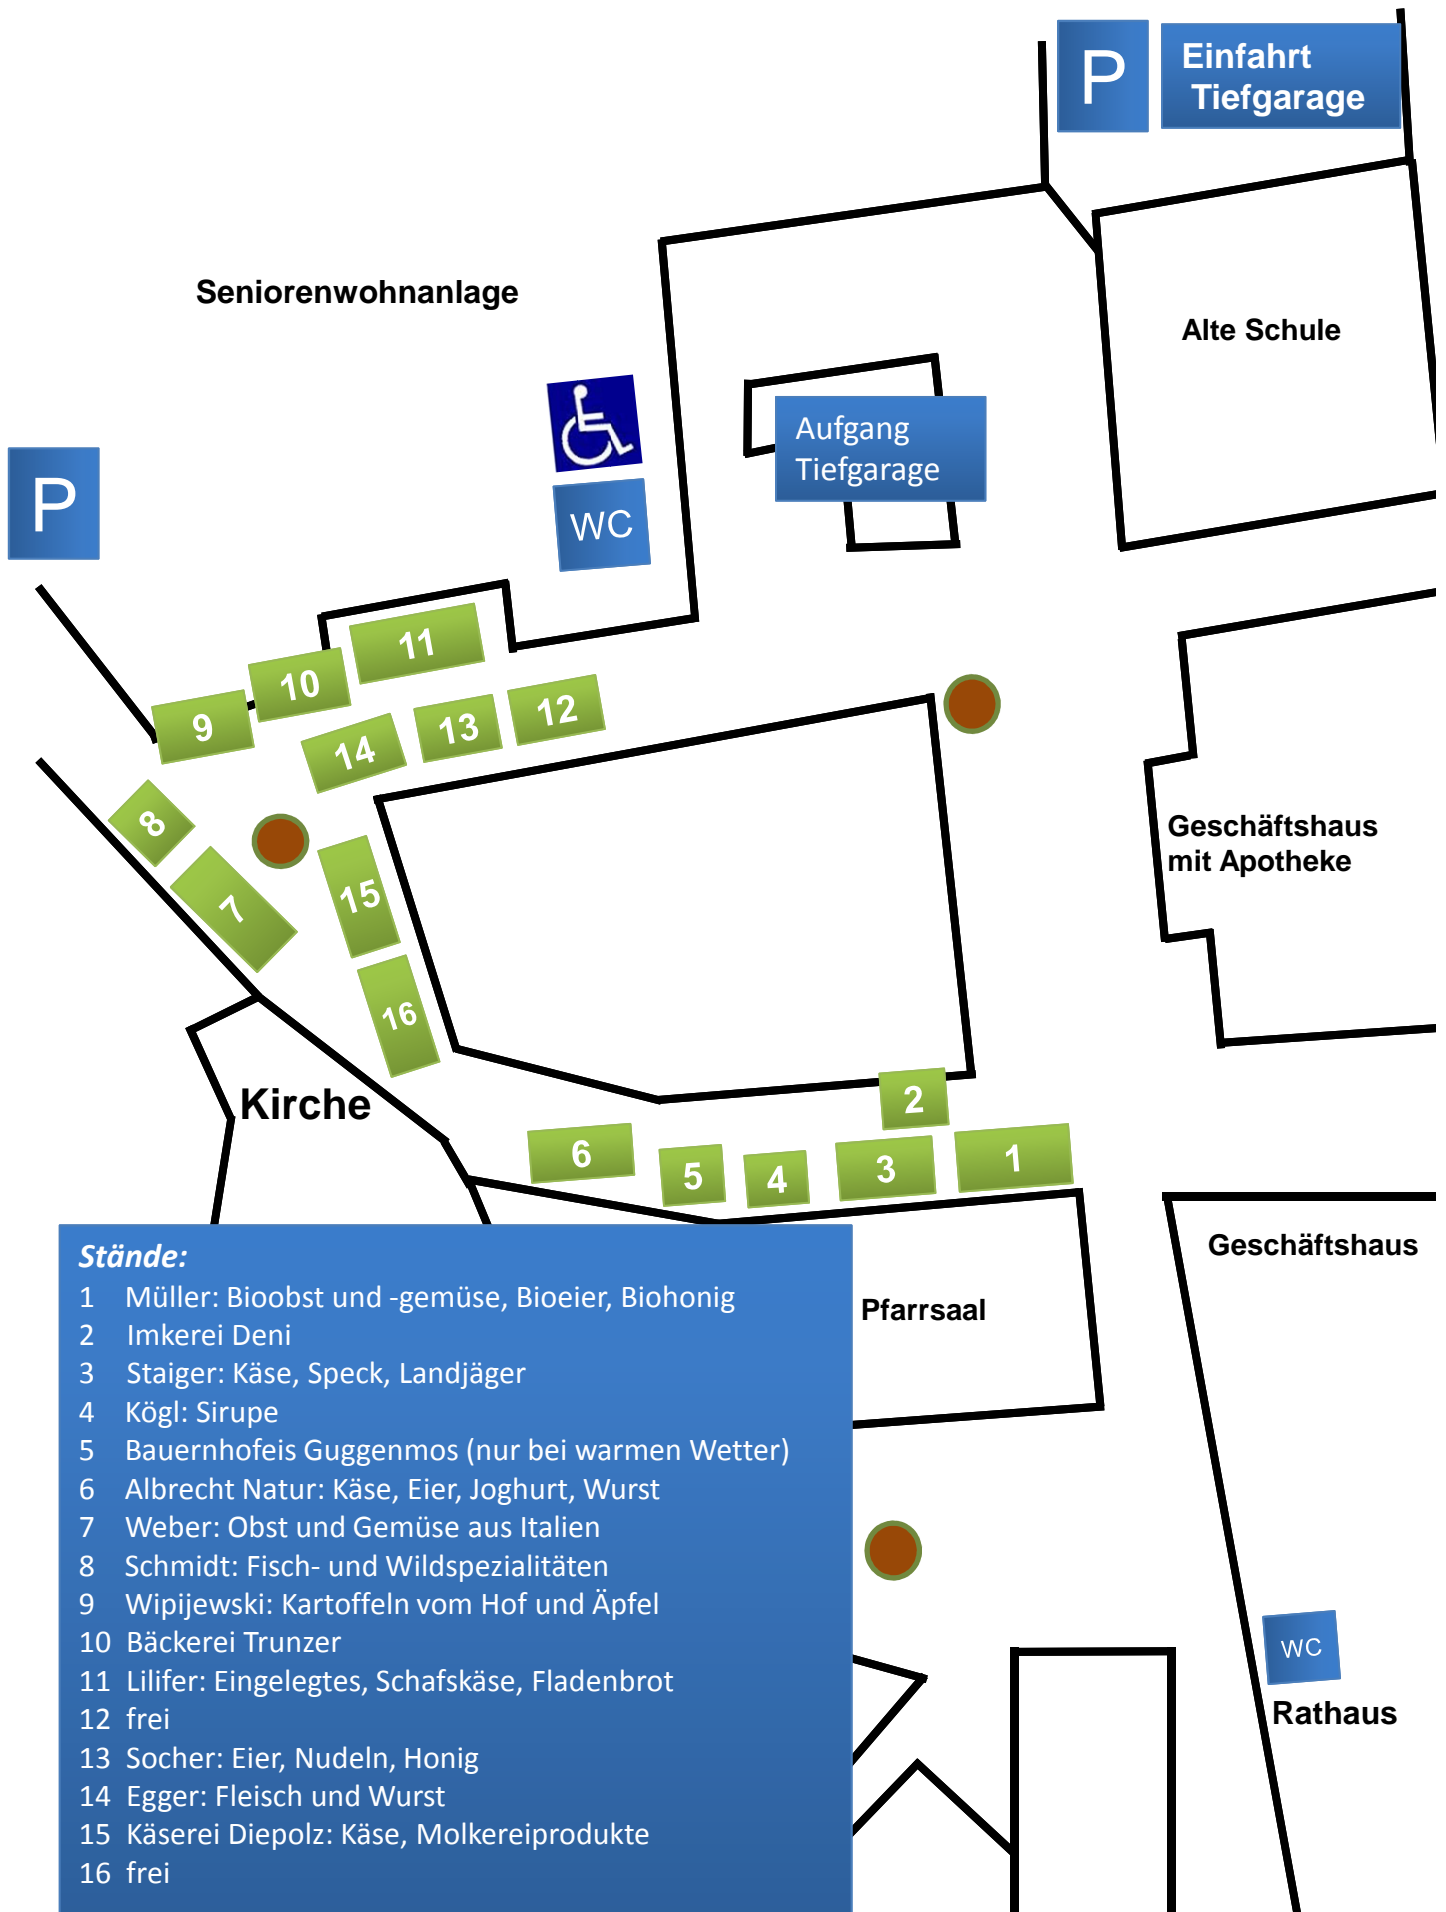 P
Einfahrt
Tiefgarage
Seniorenwohnanlage
Alte Schule
Aufgang
Tiefgarage
P
WC
11
10
9
12
13
14
8
7
15
16
Geschäftshaus
mit Apotheke
Kirche
2
6
5
4
3
1
Geschäftshaus
Pfarrsaal
Stände:
1 Müller: Bioobst und -gemüse, Bioeier, Biohonig
2 Imkerei Deni
3 Staiger: Käse, Speck, Landjäger
4 Kögl: Sirupe
5 Bauernhofeis Guggenmos (nur bei warmen Wetter)
6 Albrecht Natur: Käse, Eier, Joghurt, Wurst
7 Weber: Obst und Gemüse aus Italien
8 Schmidt: Fisch- und Wildspezialitäten
9 Wipijewski: Kartoffeln vom Hof und Äpfel
10 Bäckerei Trunzer
11 Lilifer: Eingelegtes, Schafskäse, Fladenbrot
12 frei
13 Socher: Eier, Nudeln, Honig
14 Egger: Fleisch und Wurst
15 Käserei Diepolz: Käse, Molkereiprodukte
16 frei
WC
Rathaus